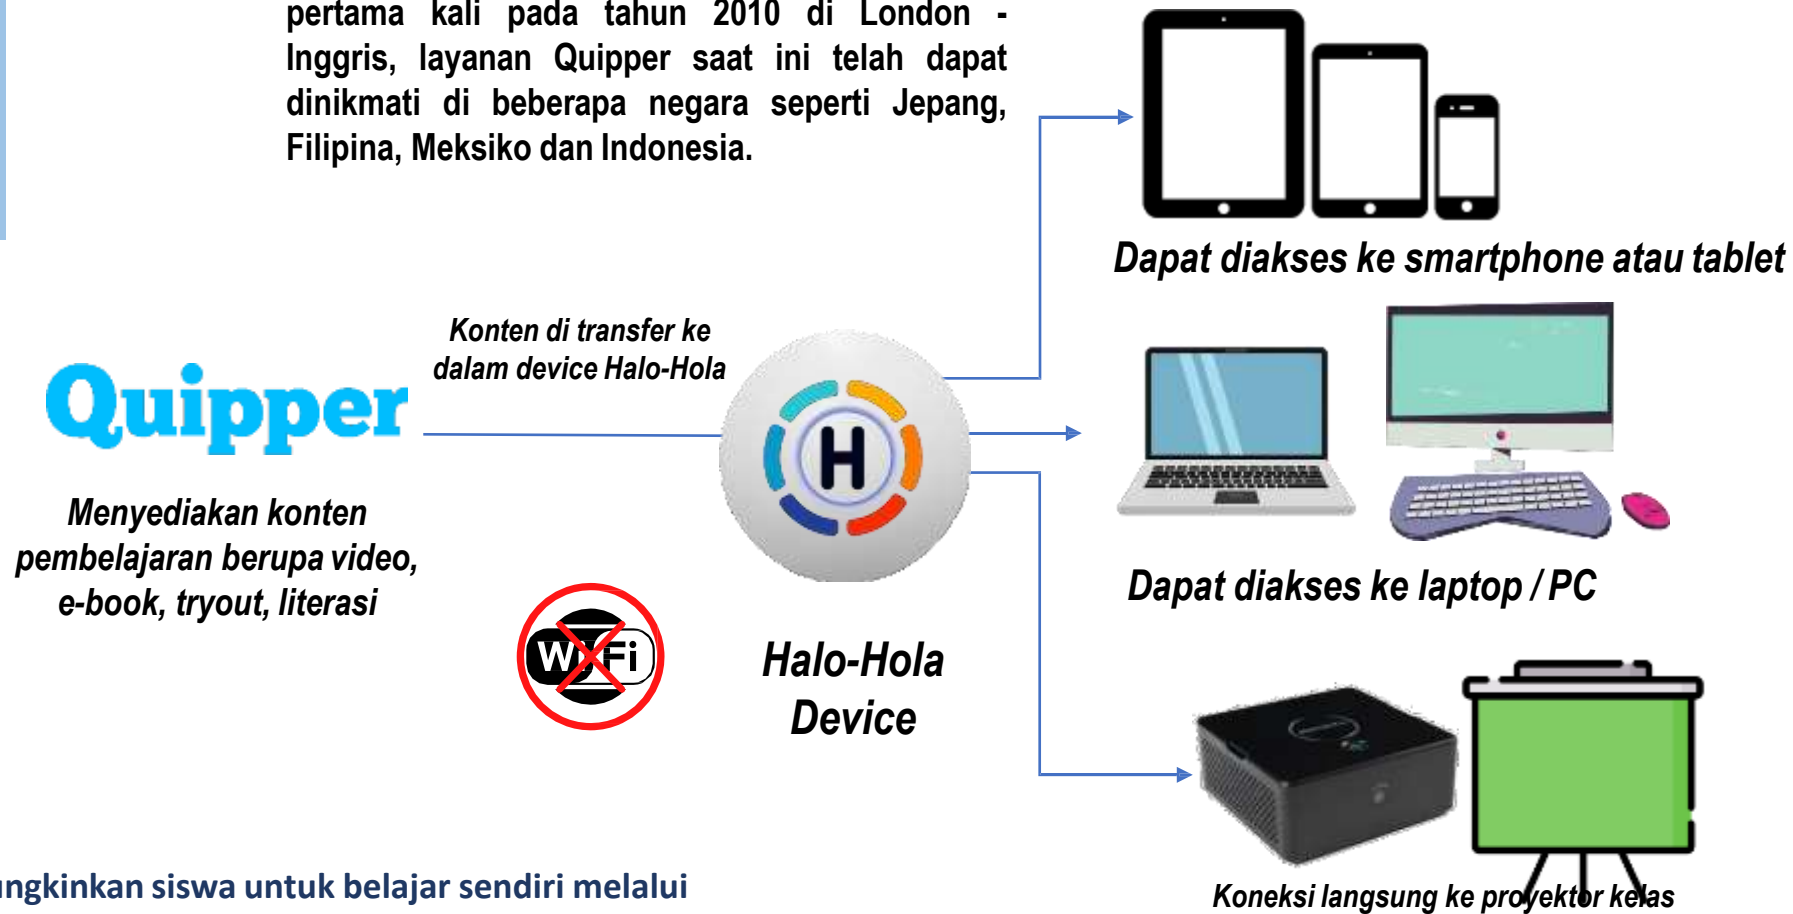 pertama kali pada tahun 2010 di London -
Inggris, layanan Quipper saat ini telah dapat
dinikmati di beberapa negara seperti Jepang,
Filipina, Meksiko dan Indonesia.
Dapat diakses ke smartphone atau tablet
Konten di transfer ke
dalam device Halo-Hola
Quipper
H
Menyediakan konten
pembelajaran berupa video,
e-book, tryout, literasi
Dapat diakses ke laptop / PC
Wi Fi
Halo-Hola
Device
ungkinkan siswa untuk belajar sendiri melalui
Koneksi langsung ke proyektor kelas